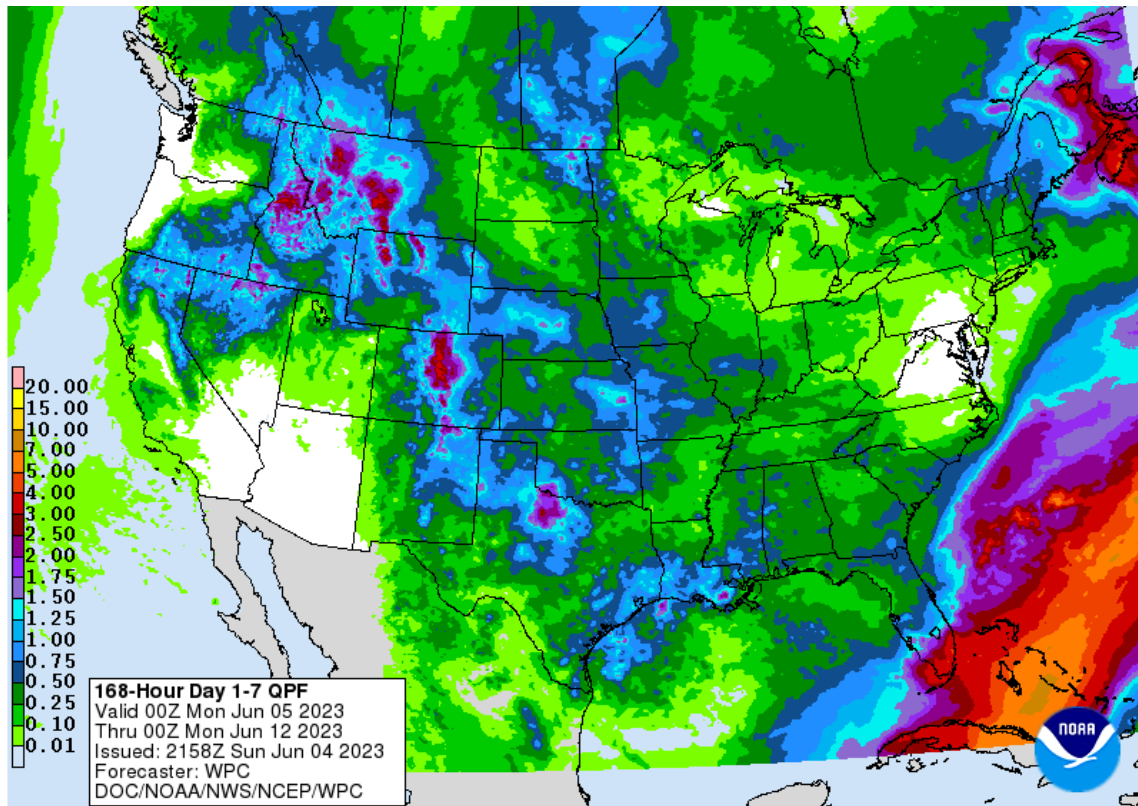 20.00
15.00
10.00
7.00
5.00
4.00
3.00
2.50
2.00
1.75
1.50
1.25
1.00
0.75
0.50
0.25
0.10
0.01
168-Hour Day 1-7 QPF
Valid 00Z Mon Jun 05 2023
Thru 00Z Mon Jun 12 2023
Issued: 2158Z Sun Jun 04 2023
Forecaster: WPC
DOC/NOAA/NWS/NCEP/WPC
NOAA